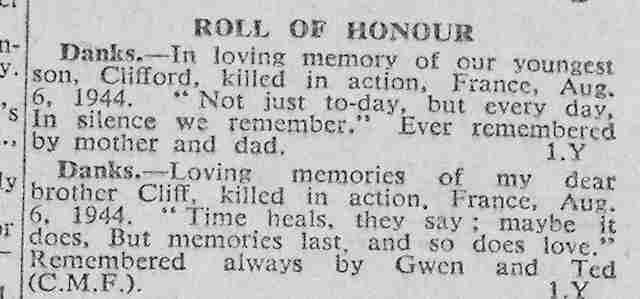 ROLL OF HONOUR
Danks.—In loving memory of our youngest
son, Clifford, killed in action, France, Aug.
6, 1944. "Not just to-day, but every day,
In silence we remember." Ever remembered
by mother and dad. 1.Y
Danks.—Loving memories of my dear
brother Cliff, killed in action, France, Aug.
6, 1944. "Time heals, they say; maybe it
does, But memories last, and so does love."
Remembered always by Gwen and Ted
(C.M.F.). 1.Y